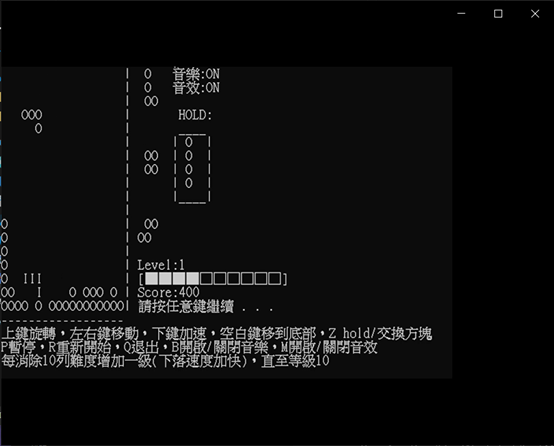 | O 音樂:ON
| O 音效:ON
| OO
OOO | HOLD:
O | ____
| | O |
| OO | O |
| OO | O |
| | O |
| |____|
|
O | OO
O | OO
O |
O | Level:1
O III | [■■■■□□□□□□]
OO I O OOO O | Score:400
OOOO O OOOOOOOOOOO| 請按任意鍵繼續 . . .
------------------
上鍵旋轉，左右鍵移動，下鍵加速，空白鍵移到底部，Z hold/交換方塊
P暫停，R重新開始，Q退出，B開啟/關閉音樂，M開啟/關閉音效
每消除10列難度增加一級(下落速度加快)，直至等級10